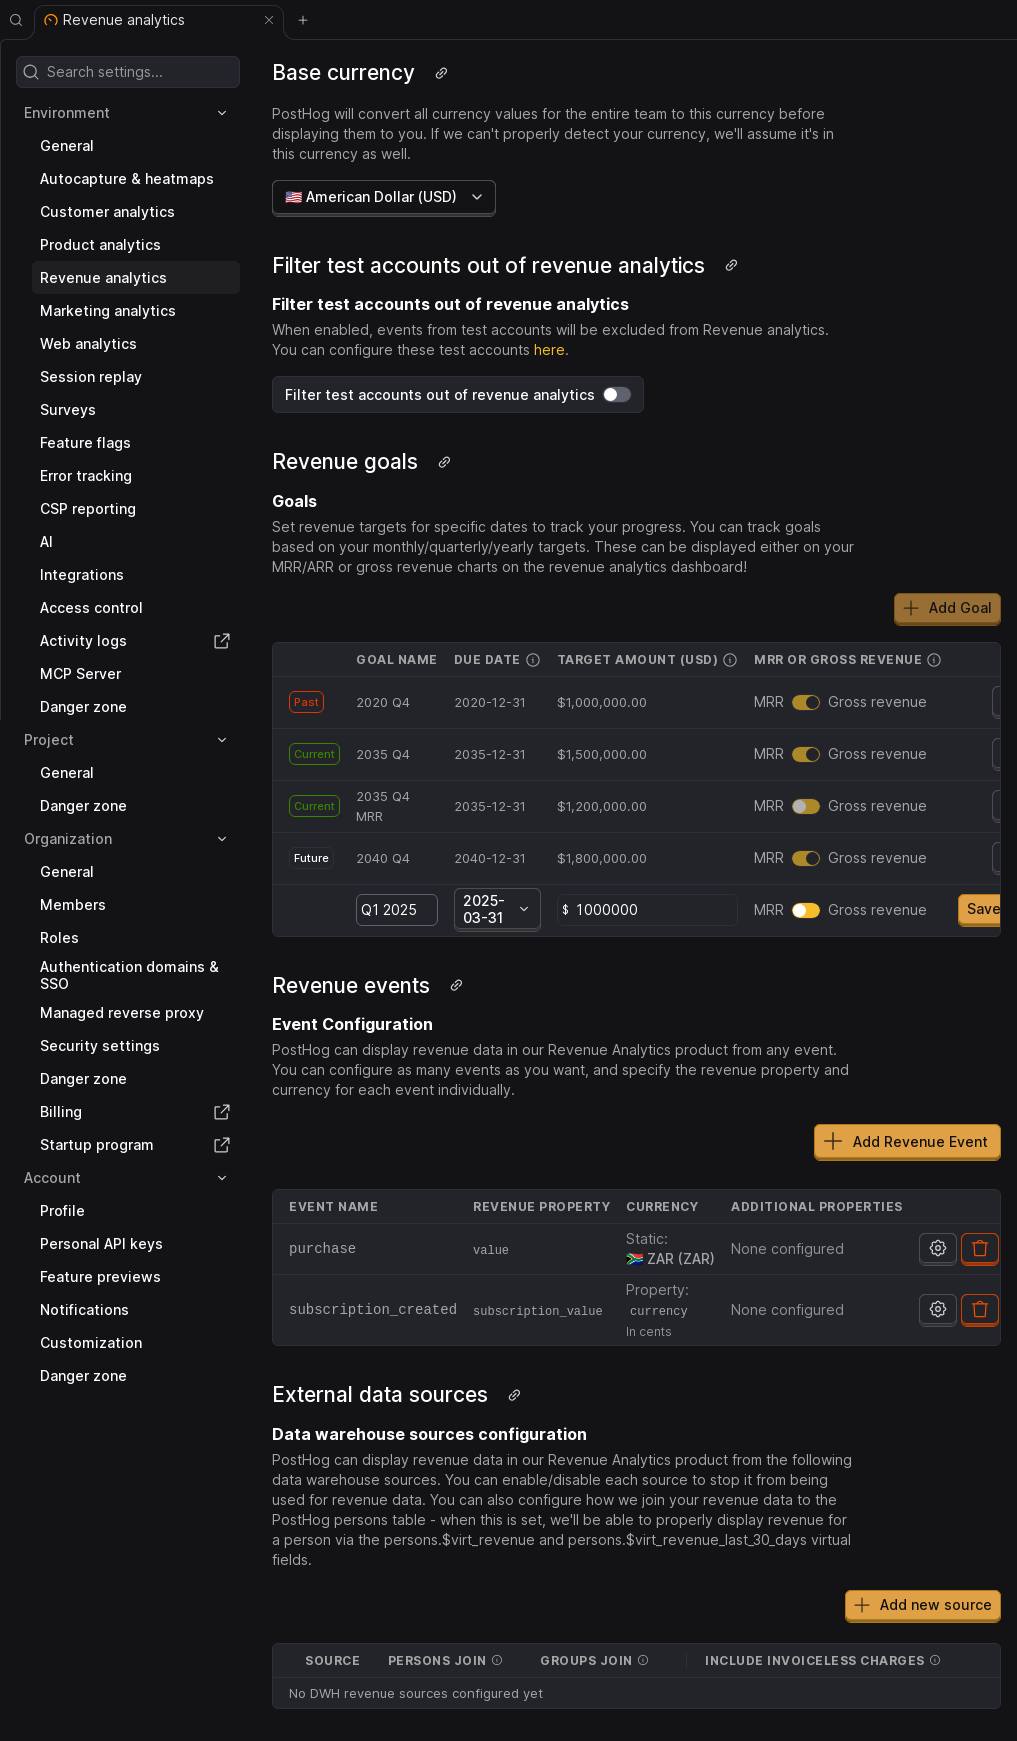 Revenue analytics
Search settings...
Environment
General
Autocapture & heatmaps
Customer analytics
Product analytics
Revenue analytics
Marketing analytics
Web analytics
Session replay
Surveys
Feature flags
Error tracking
CSP reporting
AI
Integrations
Access control
Activity logs
MCP Server
Danger zone
Project
General
Danger zone
Organization
General
Members
Roles
Authentication domains &
SSO
Managed reverse proxy
Security settings
Danger zone
Billing
Startup program
Account
Profile
Personal API keys
Feature previews
Notifications
Customization
Danger zone
Base currency
PostHog will convert all currency values for the entire team to this currency before
displaying them to you. If we can't properly detect your currency, we'll assume it's in
this currency as well.
🇺🇸 American Dollar (USD)
Filter test accounts out of revenue analytics
Filter test accounts out of revenue analytics
When enabled, events from test accounts will be excluded from Revenue analytics.
You can configure these test accounts here.
Filter test accounts out of revenue analytics
Revenue goals
Goals
Set revenue targets for specific dates to track your progress. You can track goals
based on your monthly/quarterly/yearly targets. These can be displayed either on your
MRR/ARR or gross revenue charts on the revenue analytics dashboard!
Add Goal
GOAL NAME DUE DATE TARGET AMOUNT (USD) MRR OR GROSS REVENUE
Past 2020 Q4 2020-12-31 $1,000,000.00 MRR Gross revenue
Current 2035 Q4 2035-12-31 $1,500,000.00 MRR Gross revenue
Current 2035 Q4
MRR 2035-12-31 $1,200,000.00 MRR Gross revenue
Future 2040 Q4 2040-12-31 $1,800,000.00 MRR Gross revenue
Q1 2025 2025-
03-31 $ 1000000 MRR Gross revenue Save
Revenue events
Event Configuration
PostHog can display revenue data in our Revenue Analytics product from any event.
You can configure as many events as you want, and specify the revenue property and
currency for each event individually.
Add Revenue Event
EVENT NAME REVENUE PROPERTY CURRENCY ADDITIONAL PROPERTIES
purchase value Static:
🇿🇦 ZAR (ZAR) None configured
subscription_created subscription_value Property:
currency
In cents None configured
External data sources
Data warehouse sources configuration
PostHog can display revenue data in our Revenue Analytics product from the following
data warehouse sources. You can enable/disable each source to stop it from being
used for revenue data. You can also configure how we join your revenue data to the
PostHog persons table - when this is set, we'll be able to properly display revenue for
a person via the persons.$virt_revenue and persons.$virt_revenue_last_30_days virtual
fields.
Add new source
SOURCE PERSONS JOIN GROUPS JOIN INCLUDE INVOICELESS CHARGES
No DWH revenue sources configured yet